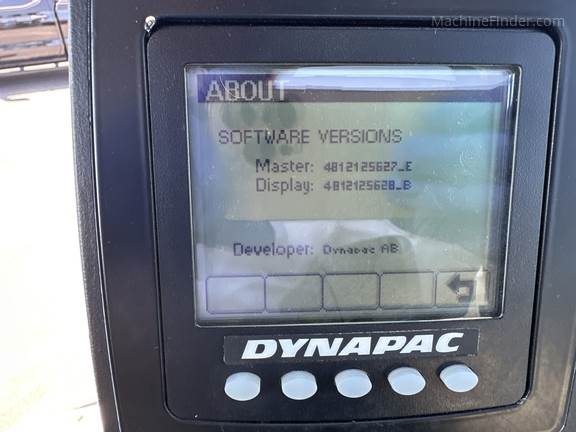 MachineFinder.com
ABOUT
SOFTWARE VERSIONS
Master: 4812125627_E
Display: 4812125628_B
Developer: Dynapac AB
DYNAPAC